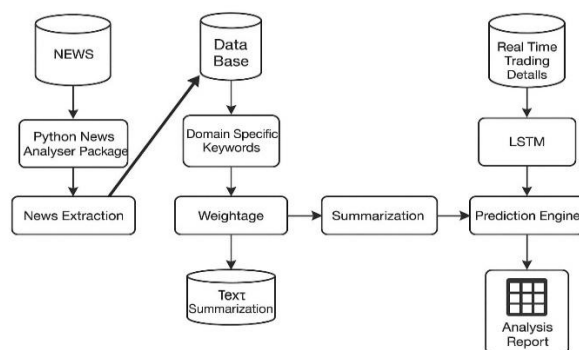 NEWS
Python News
Analyser Package
News Extraction
Data
Base
Domain Specific
Keywords
Weightage
Text
Summarization
Summarization
Real Time
Trading
Details
LSTM
Prediction Engine
Analysis
Report